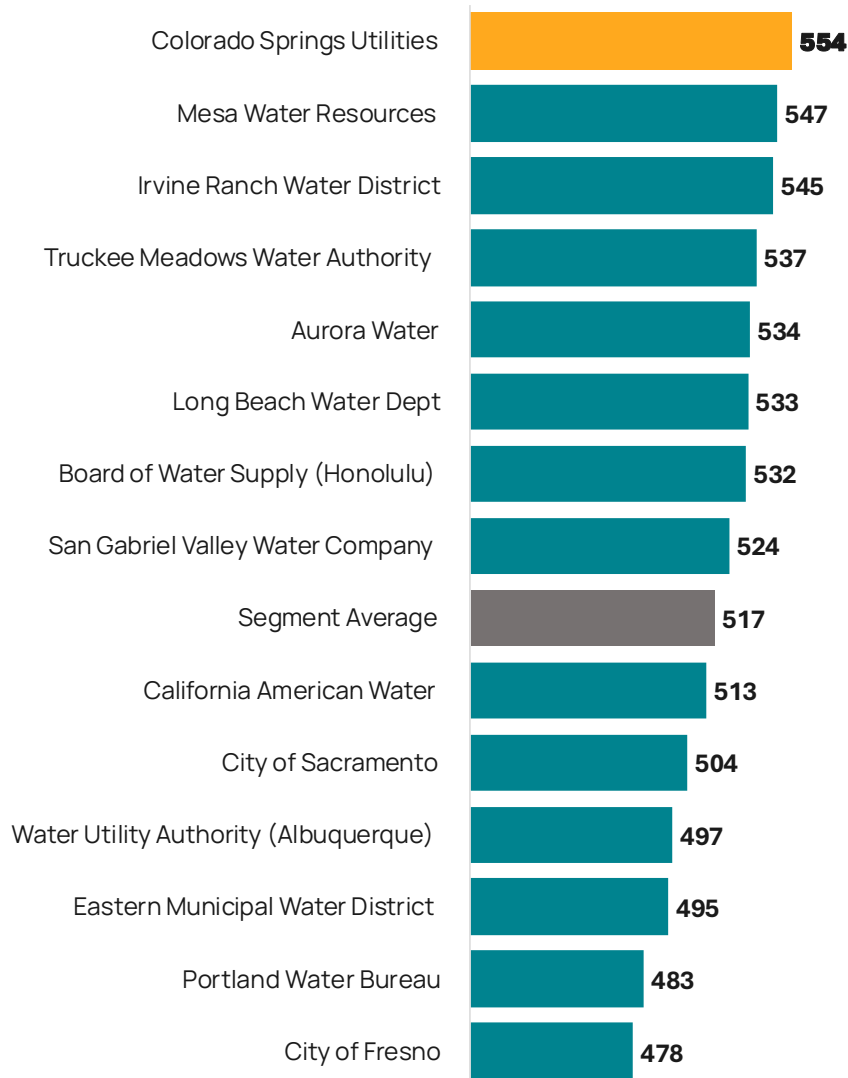 Colorado Springs Utilities 554
Mesa Water Resources 547
Irvine Ranch Water District 545
Truckee Meadows Water Authority 537
Aurora Water 534
Long Beach Water Dept 533
Board of Water Supply (Honolulu) 532
San Gabriel Valley Water Company 524
Segment Average 517
California American Water 513
City of Sacramento 504
Water Utility Authority (Albuquerque) 497
Eastern Municipal Water District 495
Portland Water Bureau 483
City of Fresno 478